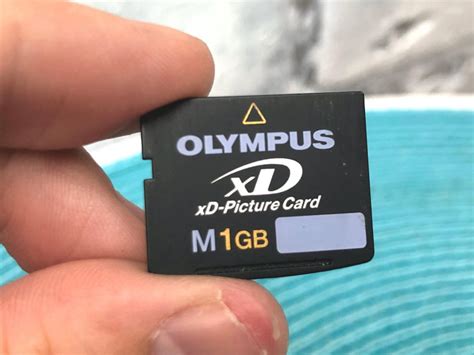 OLYMPUS
xD
xD-Picture Card
M1GB